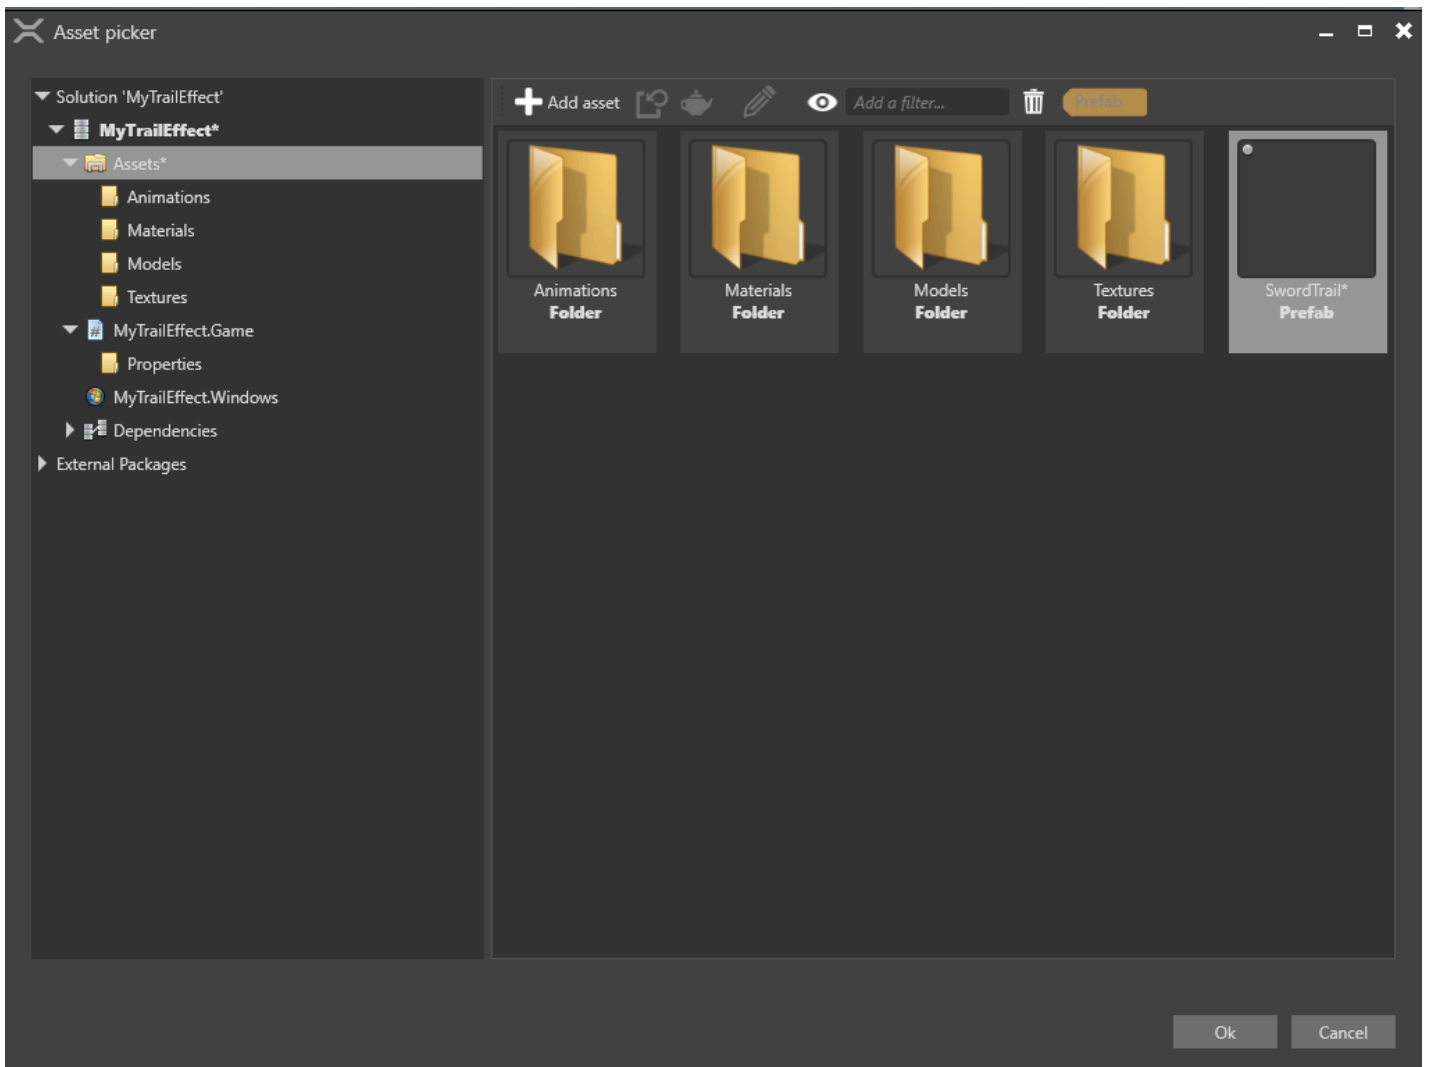 Asset picker
Solution 'MyTrailEffect'
MyTrailEffect*
Assets*
Animations
Materials
Models
Textures
MyTrailEffect.Game
Properties
MyTrailEffect.Windows
Dependencies
External Packages
Add asset
Add a filter...
Prefab
Animations
Folder
Materials
Folder
Models
Folder
Textures
Folder
SwordTrail*
Prefab
Ok
Cancel